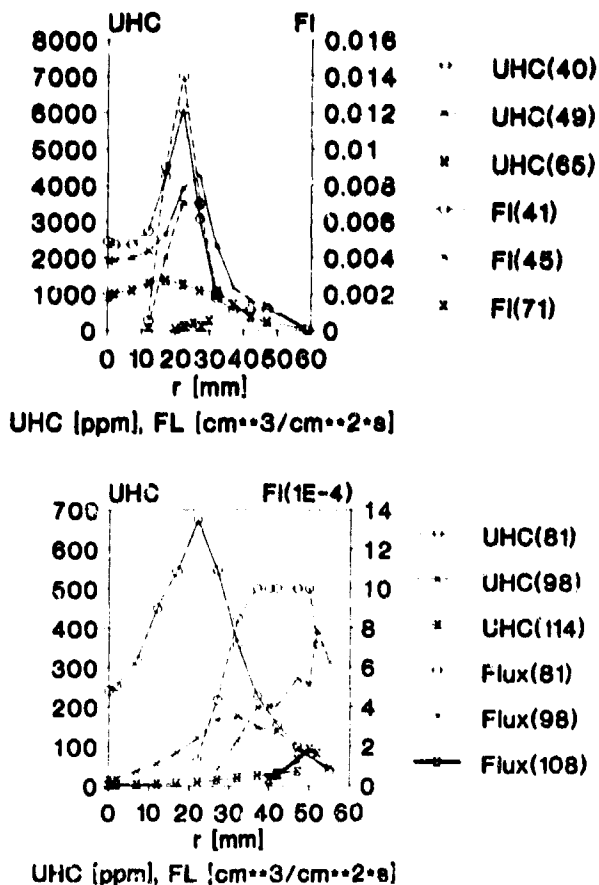 UHC FI
8000 0.016
7000 0.014
6000 0.012
5000 0.01
4000 0.008
3000 0.006
2000 0.004
1000 0.002
0 0
0 10 20 30 40 50 60
r [mm]
UHC(40)
UHC(49)
UHC(65)
FI(41)
FI(45)
FI(71)
UHC [ppm], FL [cm**3/cm**2*s]
UHC FI(1E-4)
700 14
600 12
500 10
400 8
300 6
200 4
100 2
0 0
0 10 20 30 40 50 60
r [mm]
UHC(81)
UHC(98)
UHC(114)
Flux(81)
Flux(98)
Flux(108)
UHC [ppm], FL [cm**3/cm**2*s]